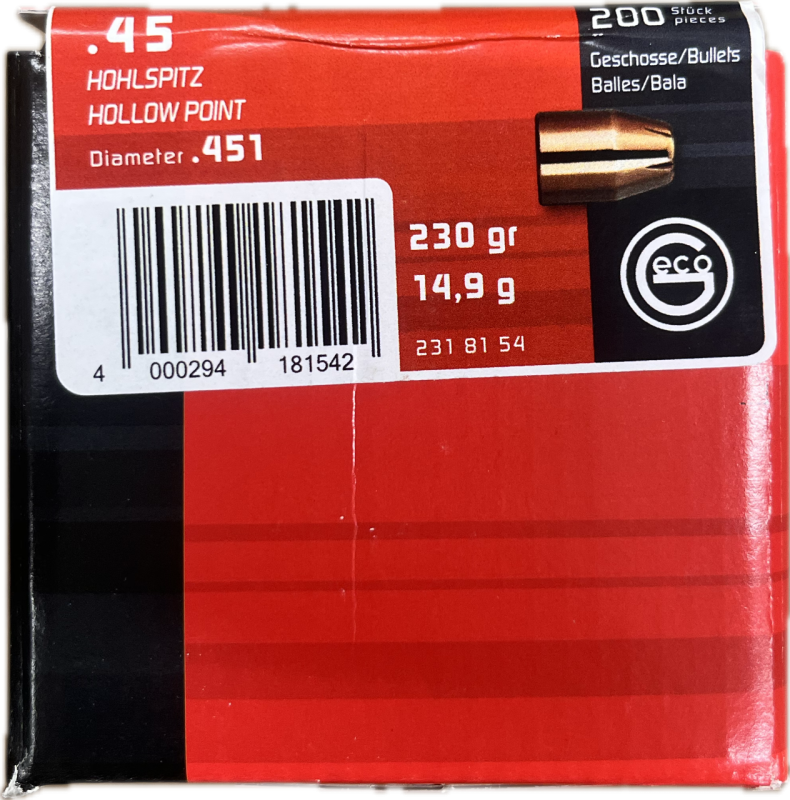 .45
HOHLSPITZ
HOLLOW POINT
Diameter .451
200 Stück
pieces
Geschosse/Bullets
Balles/Bala
230 gr
14,9 g
231 81 54
Geco
4 000294 181542